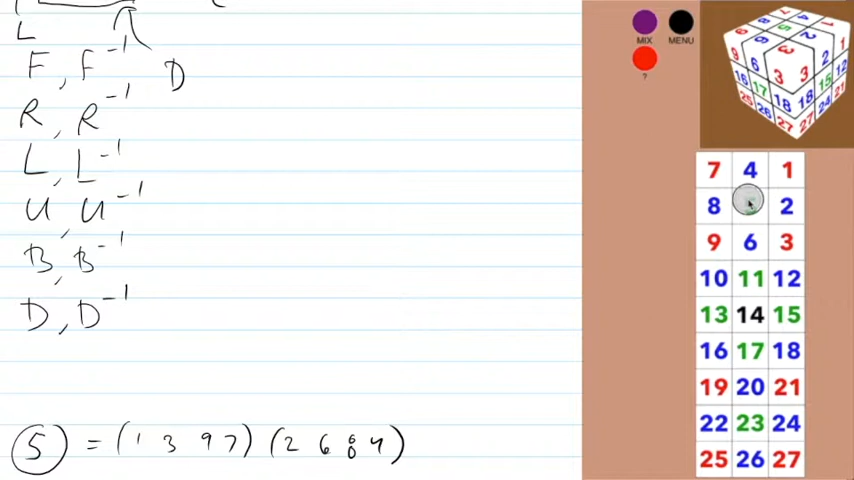 L
F, F⁻¹
D
R, R⁻¹
L, L⁻¹
U, U⁻¹
B, B⁻¹
D, D⁻¹
5 = (1 3 9 7) (2 6 8 4)
MIX MENU
?
7 4 1
8 2
9 6 3
10 11 12
13 14 15
16 17 18
19 20 21
22 23 24
25 26 27